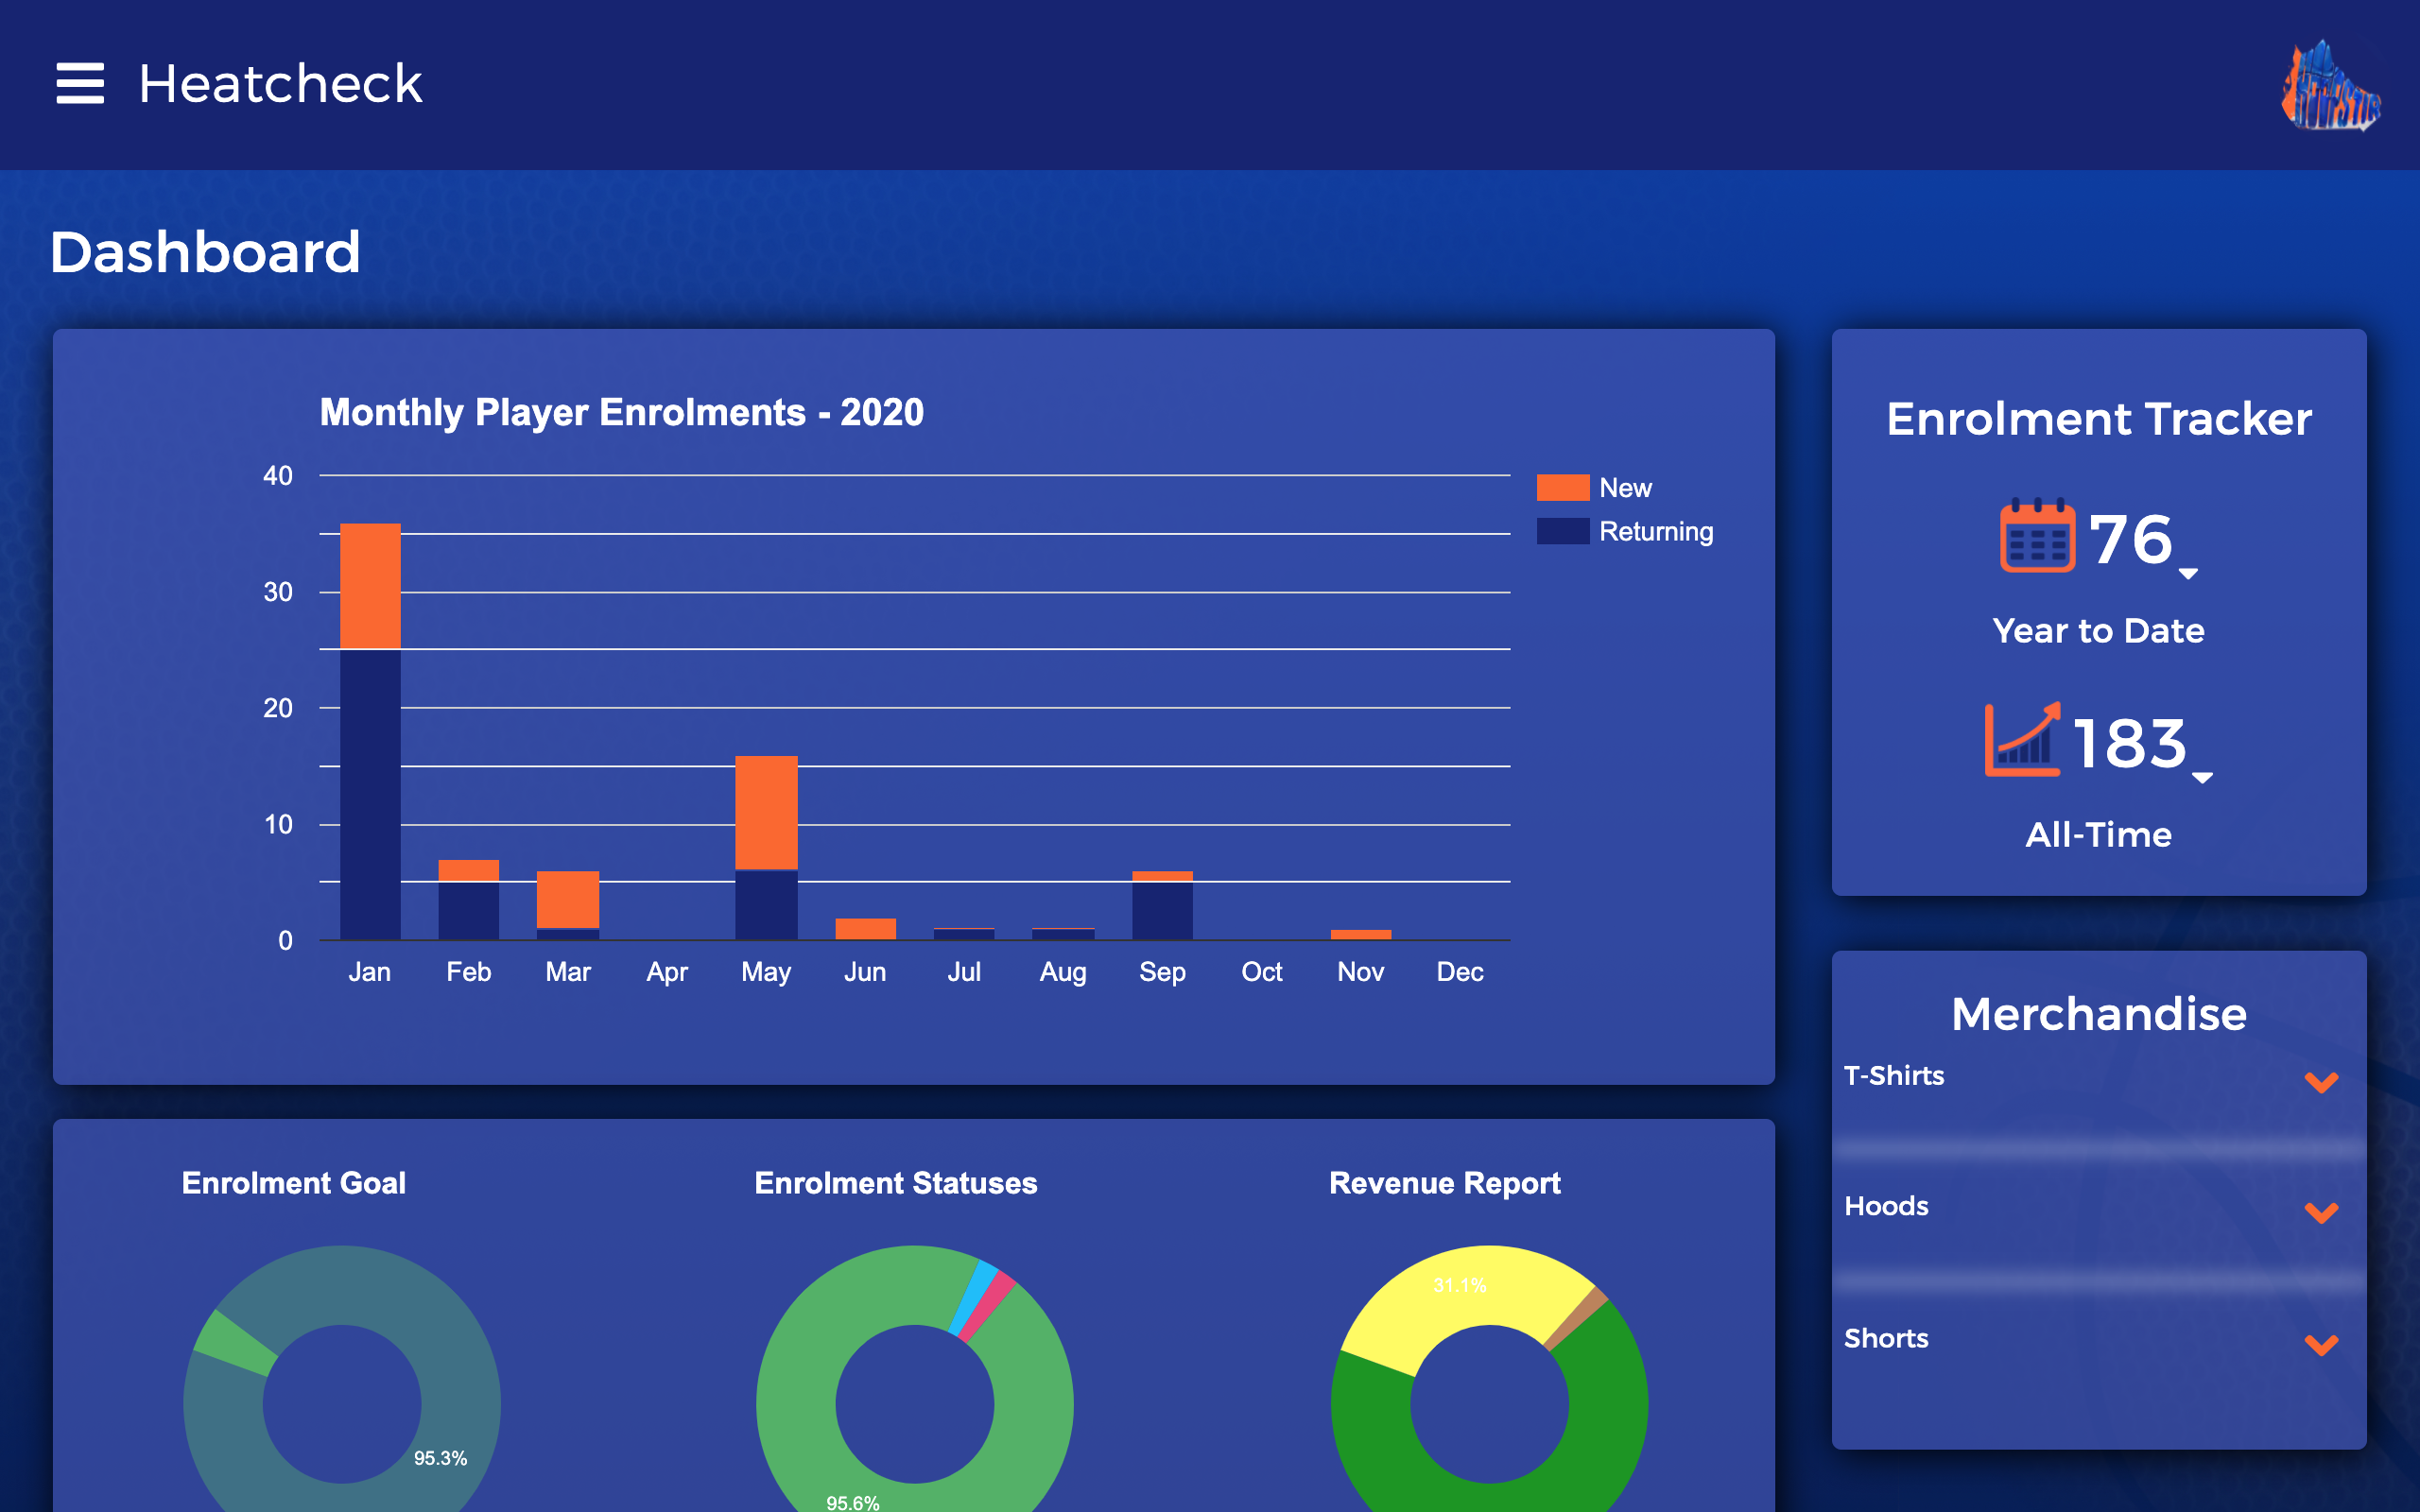 Heatcheck
Dashboard
Monthly Player Enrolments - 2020
40
30
20
10
0
Jan Feb Mar Apr May Jun Jul Aug Sep Oct Nov Dec
New
Returning
Enrolment Tracker
76
Year to Date
183
All-Time
Merchandise
T-Shirts
Hoods
Shorts
Enrolment Goal
95.3%
Enrolment Statuses
95.6%
Revenue Report
31.1%